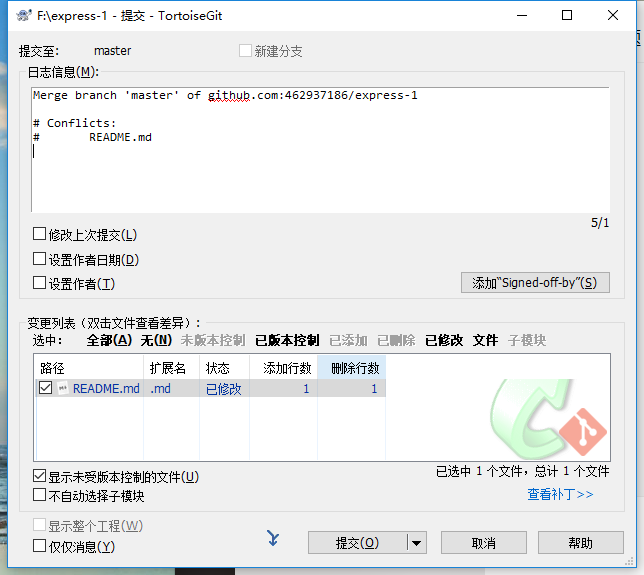 F:\express-1 - 提交 - TortoiseGit
提交至: master 新建分支
日志信息(M):
Merge branch 'master' of github.com:462937186/express-1
# Conflicts:
# README.md
5/1
修改上次提交(L)
设置作者日期(D)
设置作者(T) 添加“Signed-off-by”(S)
变更列表（双击文件查看差异）:
选中: 全部(A) 无(N) 未版本控制 已版本控制 已添加 已删除 已修改 文件 子模块
路径 扩展名 状态 添加行数 删除行数
README.md .md 已修改 1 1
显示未受版本控制的文件(U) 已选中 1 个文件，总计 1 个文件
不自动选择子模块 查看补丁>>
显示整个工程(W)
仅仅消息(Y) 提交(O) 取消 帮助